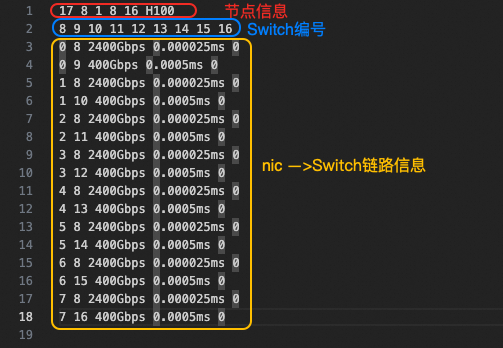 1 17 8 1 8 16 H100 节点信息
2 8 9 10 11 12 13 14 15 16 Switch编号
3 0 8 2400Gbps 0.000025ms 0
4 0 9 400Gbps 0.0005ms 0
5 1 8 2400Gbps 0.000025ms 0
6 1 10 400Gbps 0.0005ms 0
7 2 8 2400Gbps 0.000025ms 0
8 2 11 400Gbps 0.0005ms 0
9 3 8 2400Gbps 0.000025ms 0
10 3 12 400Gbps 0.0005ms 0 nic —>Switch链路信息
11 4 8 2400Gbps 0.000025ms 0
12 4 13 400Gbps 0.0005ms 0
13 5 8 2400Gbps 0.000025ms 0
14 5 14 400Gbps 0.0005ms 0
15 6 8 2400Gbps 0.000025ms 0
16 6 15 400Gbps 0.0005ms 0
17 7 8 2400Gbps 0.000025ms 0
18 7 16 400Gbps 0.0005ms 0
19